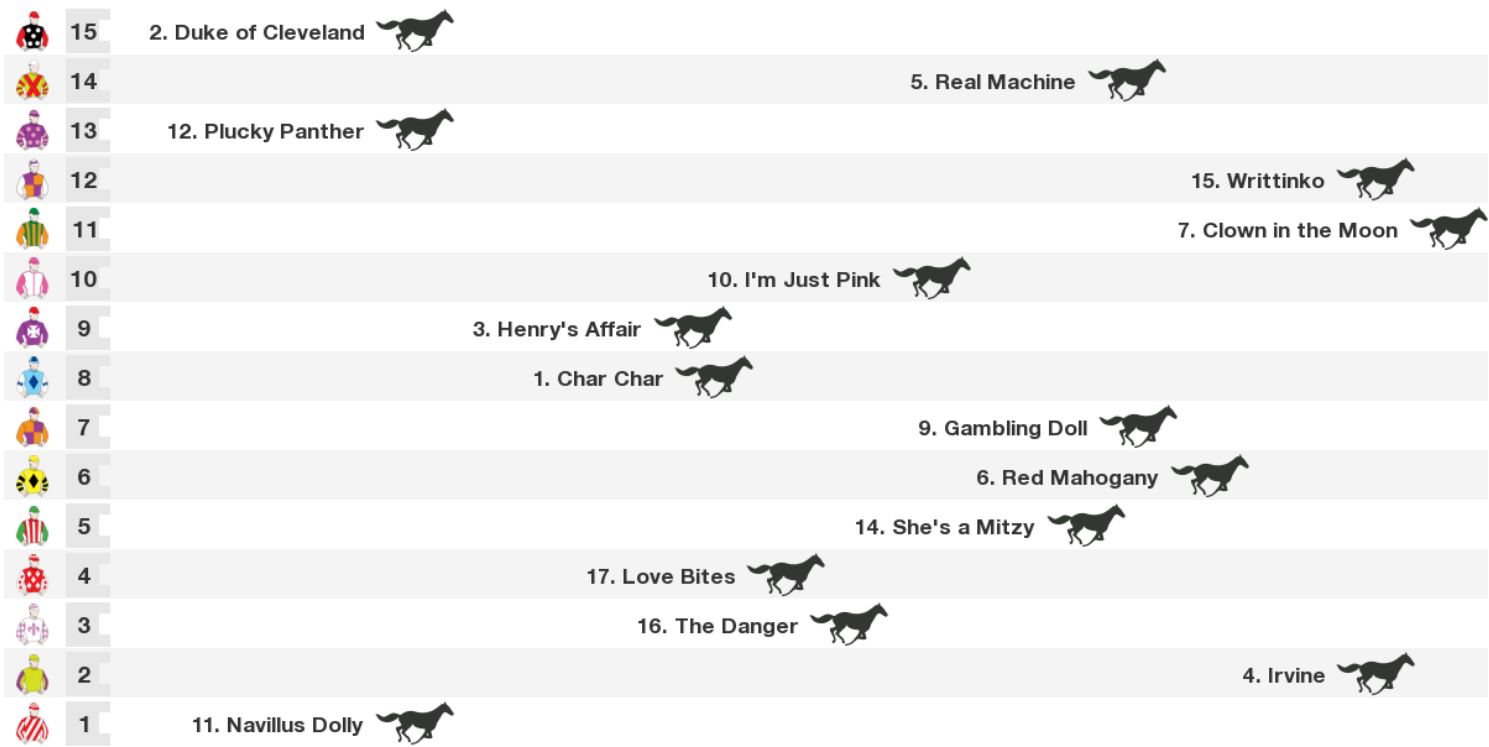 15 2. Duke of Cleveland
14 5. Real Machine
13 12. Plucky Panther
12 15. Writtinko
11 7. Clown in the Moon
10 10. I'm Just Pink
9 3. Henry's Affair
8 1. Char Char
7 9. Gambling Doll
6 6. Red Mahogany
5 14. She's a Mitzy
4 17. Love Bites
3 16. The Danger
2 4. Irvine
1 11. Navillus Dolly